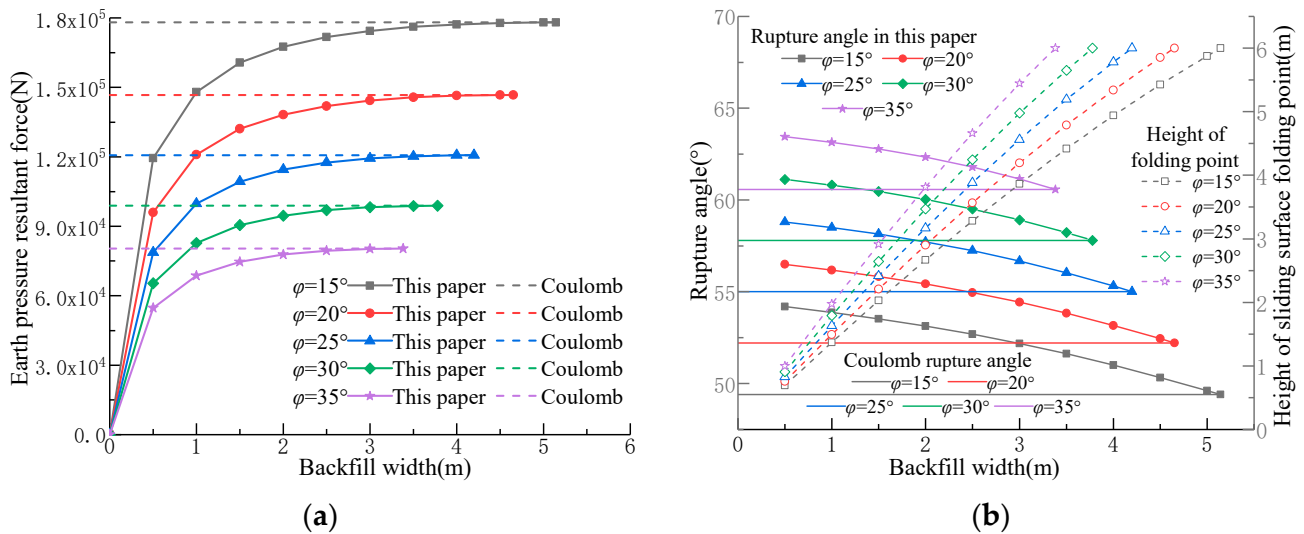 1.8x10⁵
1.5x10⁵
1.2x10⁵
9.0x10⁴
6.0x10⁴
3.0x10⁴
0.0
Earth pressure resultant force(N)
φ=15° This paper Coulomb
φ=20° This paper Coulomb
φ=25° This paper Coulomb
φ=30° This paper Coulomb
φ=35° This paper Coulomb
0 1 2 3 4 5 6
Backfill width(m)
(a)
70
65
60
55
50
Rupture angle(°)
Rupture angle in this paper
φ=15° φ=20°
φ=25° φ=30°
φ=35°
Height of
folding point
φ=15°
φ=20°
φ=25°
φ=30°
φ=35°
Coulomb rupture angle
φ=15° φ=20°
φ=25° φ=30° φ=35°
7
6
5
4
3
2
1
0
Height of sliding surface folding point(m)
0 1 2 3 4 5
Backfill width(m)
(b)